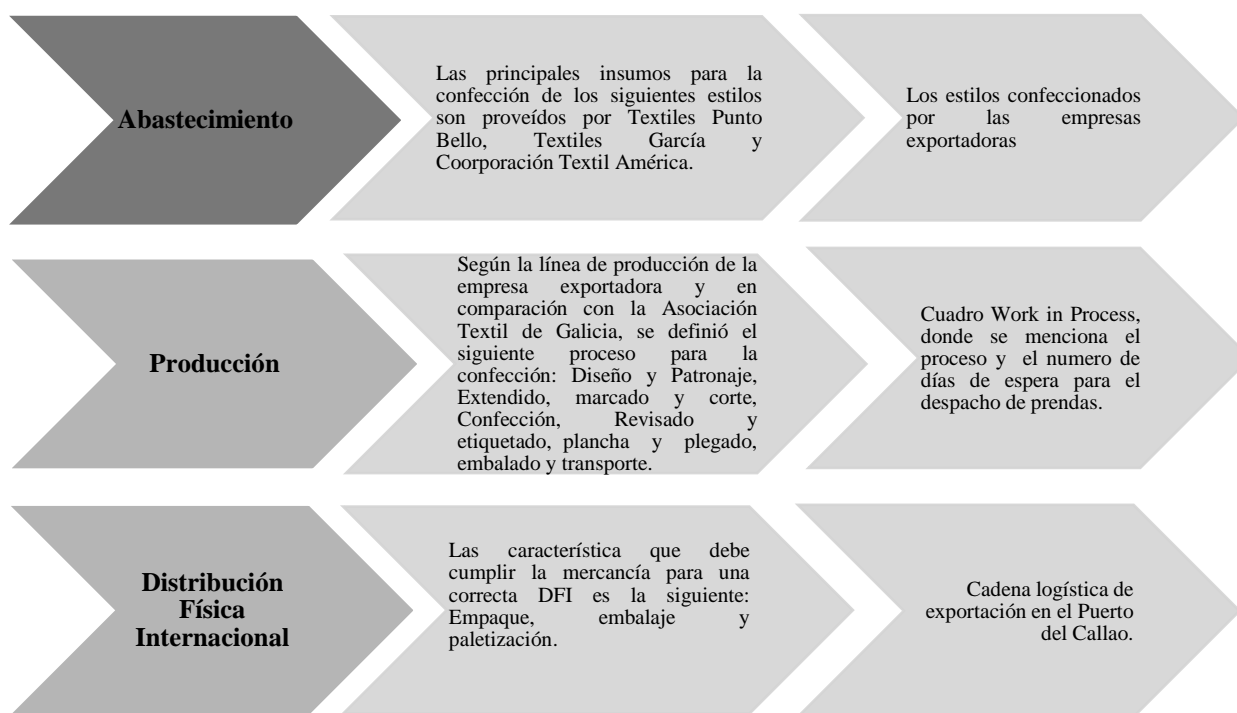 Abastecimiento
Las principales insumos para la
confección de los siguientes estilos
son proveídos por Textiles Punto
Bello, Textiles García y
Coorporación Textil América.
Los estilos confeccionados
por las empresas
exportadoras
Producción
Según la línea de producción de la
empresa exportadora y en
comparación con la Asociación
Textil de Galicia, se definió el
siguiente proceso para la
confección: Diseño y Patronaje,
Extendido, marcado y corte,
Confección, Revisado y
etiquetado, plancha y plegado,
embalado y transporte.
Cuadro Work in Process,
donde se menciona el
proceso y el numero de
días de espera para el
despacho de prendas.
Distribución
Física
Internacional
Las característica que debe
cumplir la mercancía para una
correcta DFI es la siguiente:
Empaque, embalaje y
paletización.
Cadena logística de
exportación en el Puerto
del Callao.